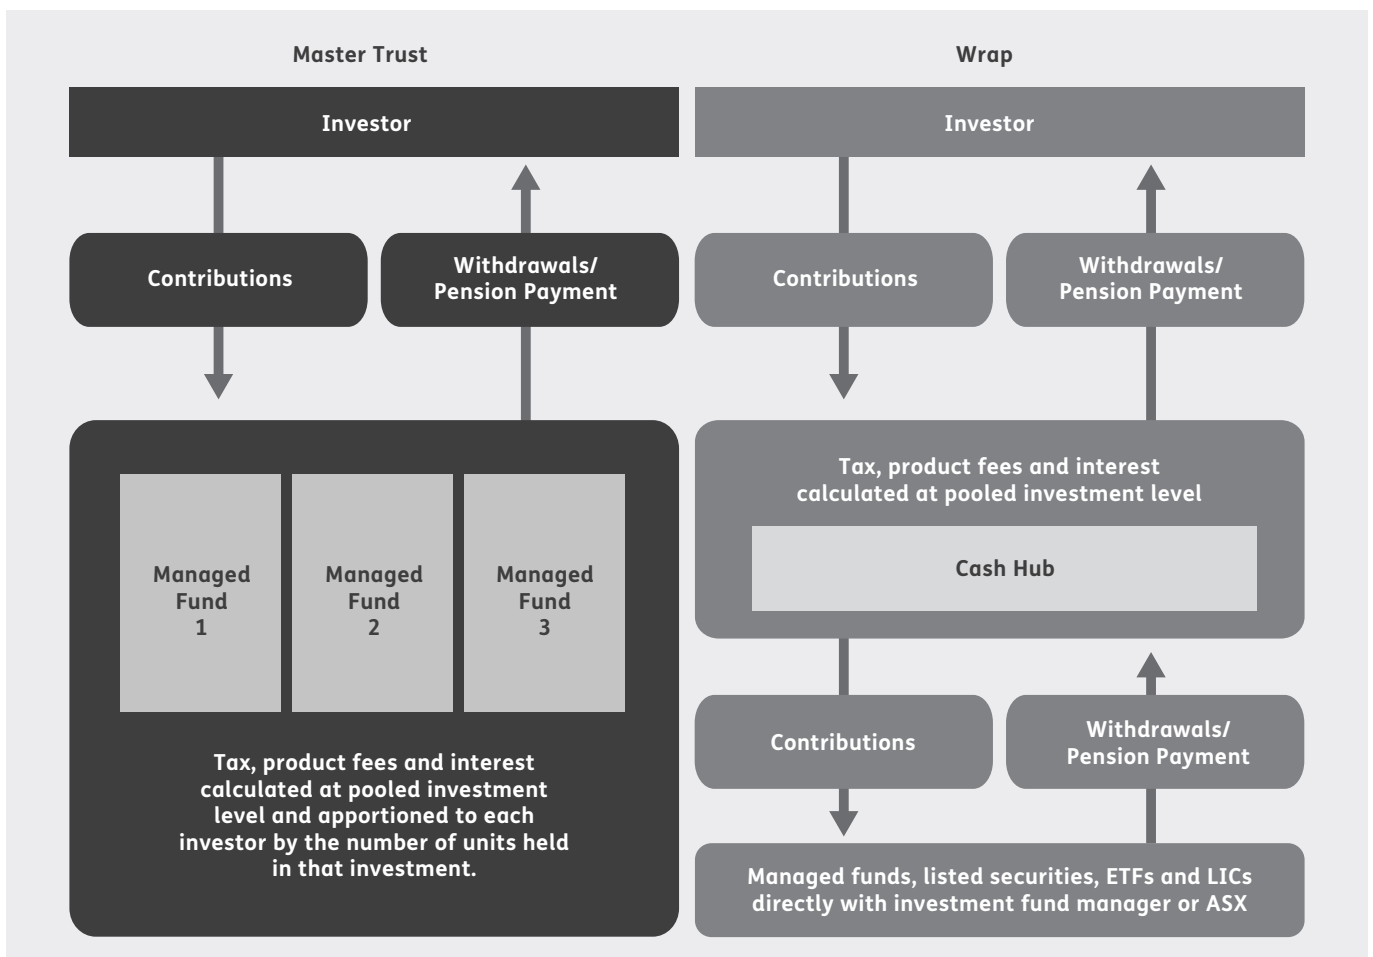 Master Trust
Investor
Contributions
Withdrawals/
Pension Payment
Managed
Fund
1
Managed
Fund
2
Managed
Fund
3
Tax, product fees and interest
calculated at pooled investment
level and apportioned to each
investor by the number of units held
in that investment.
Wrap
Investor
Contributions
Withdrawals/
Pension Payment
Tax, product fees and interest
calculated at pooled investment level
Cash Hub
Contributions
Withdrawals/
Pension Payment
Managed funds, listed securities, ETFs and LICs
directly with investment fund manager or ASX